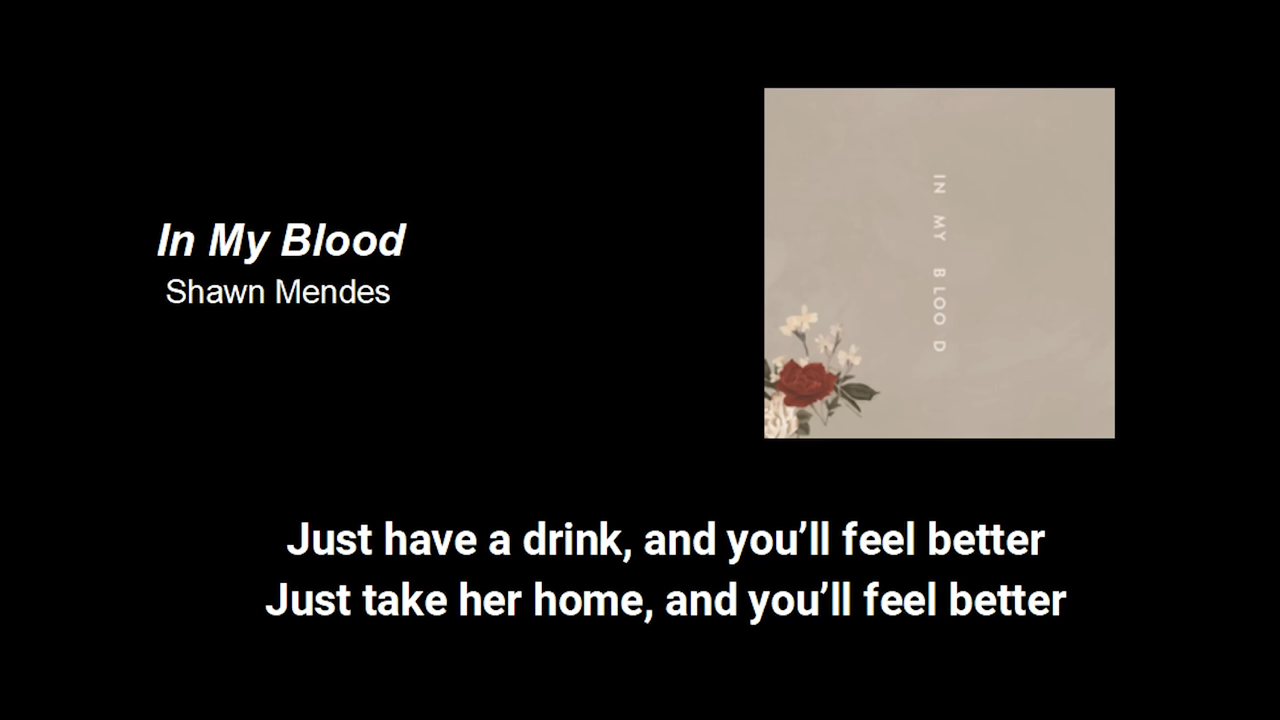 In My Blood
Shawn Mendes
IN MY BLOO D
Just have a drink, and you’ll feel better
Just take her home, and you’ll feel better